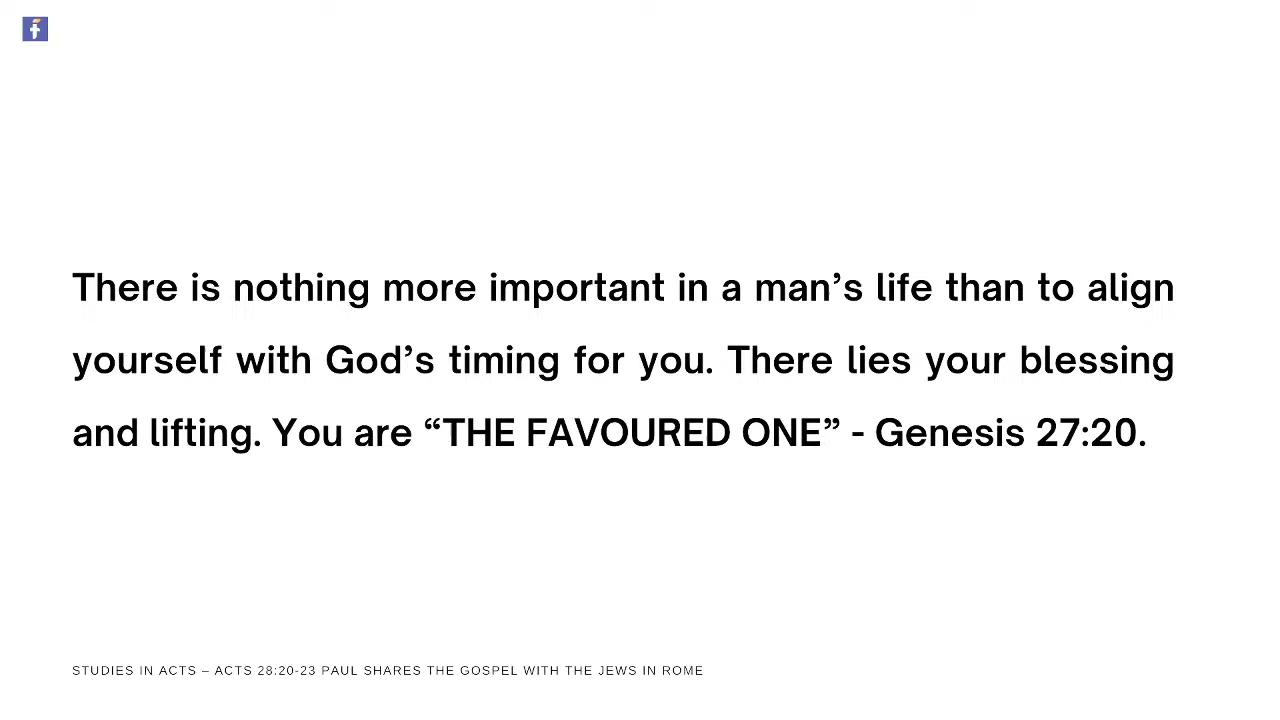 There is nothing more important in a man’s life than to align
yourself with God’s timing for you. There lies your blessing
and lifting. You are “THE FAVOURED ONE” - Genesis 27:20.
STUDIES IN ACTS – ACTS 28:20-23 PAUL SHARES THE GOSPEL WITH THE JEWS IN ROME